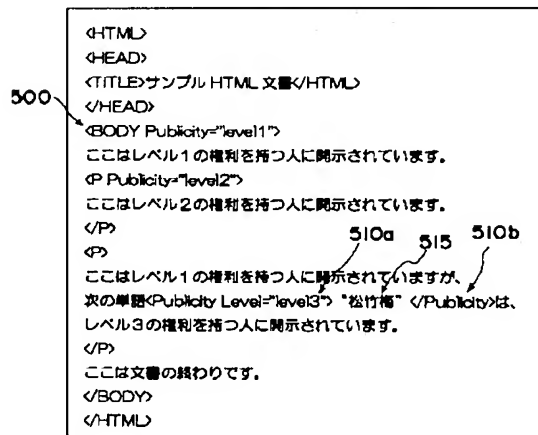 <HTML>
<HEAD>
<TITLE>サンプル HTML 文書</HTML>
</HEAD>
500
<BODY Publicity="level1">
ここはレベル1の権利を持つ人に開示されています。
<P Publicity="level2">
ここはレベル2の権利を持つ人に開示されています。
</P>
510a 515 510b
<P>
ここはレベル1の権利を持つ人に開示されていますが、
次の単語<Publicity Level="level3"> "松竹梅" </Publicity>は、
レベル3の権利を持つ人に開示されています。
</P>
ここは文書の終わりです。
</BODY>
</HTML>